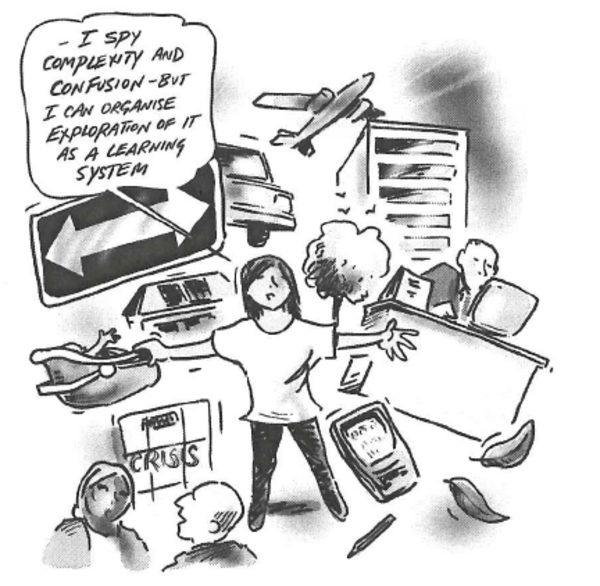 - I SPY
COMPLEXITY AND
CONFUSION - BUT
I CAN ORGANISE
EXPLORATION OF IT
AS A LEARNING
SYSTEM
CRISIS